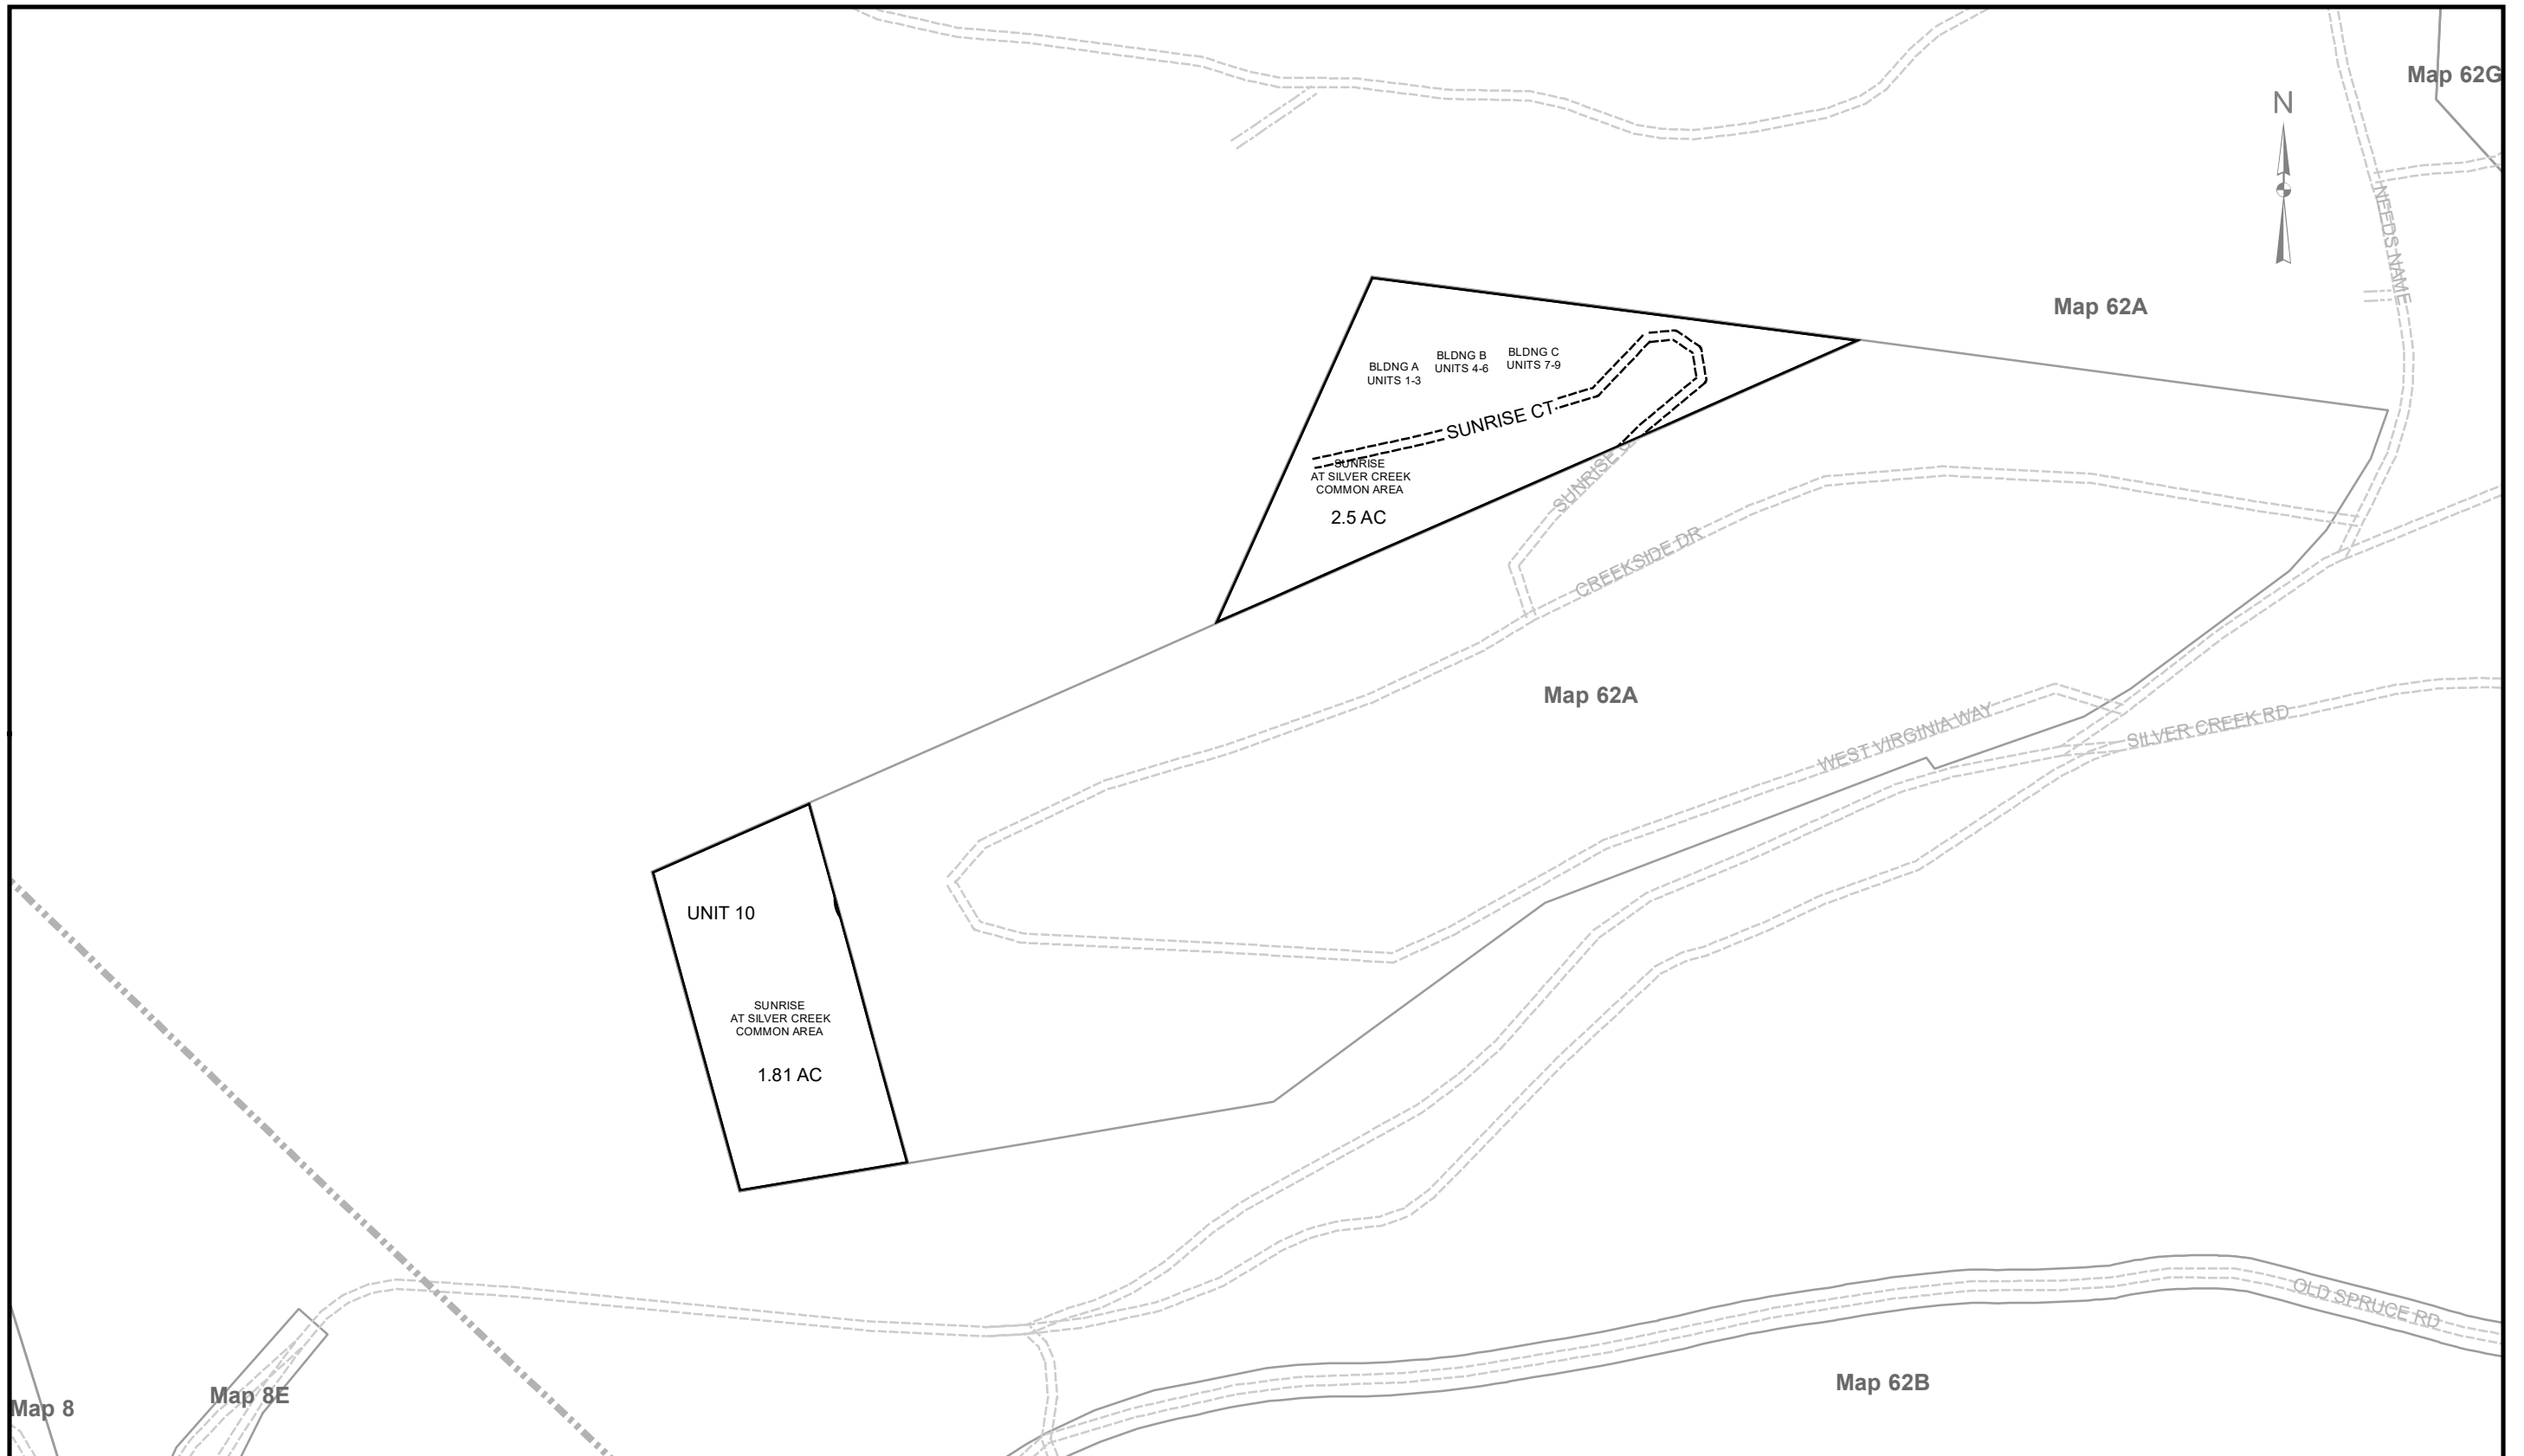 Map 62G
N
NEEDS NAME
Map 62A
BLDNG A
UNITS 1-3
BLDNG B
UNITS 4-6
BLDNG C
UNITS 7-9
SUNRISE CT
SUNRISE
AT SILVER CREEK
COMMON AREA
2.5 AC
SUNRISE
CREEKSIDE DR
Map 62A
WEST VIRGINIA WAY
SILVER CREEK RD
UNIT 10
SUNRISE
AT SILVER CREEK
COMMON AREA
1.81 AC
OLD SPRUCE RD
Map 62B
Map 8E
Map 8